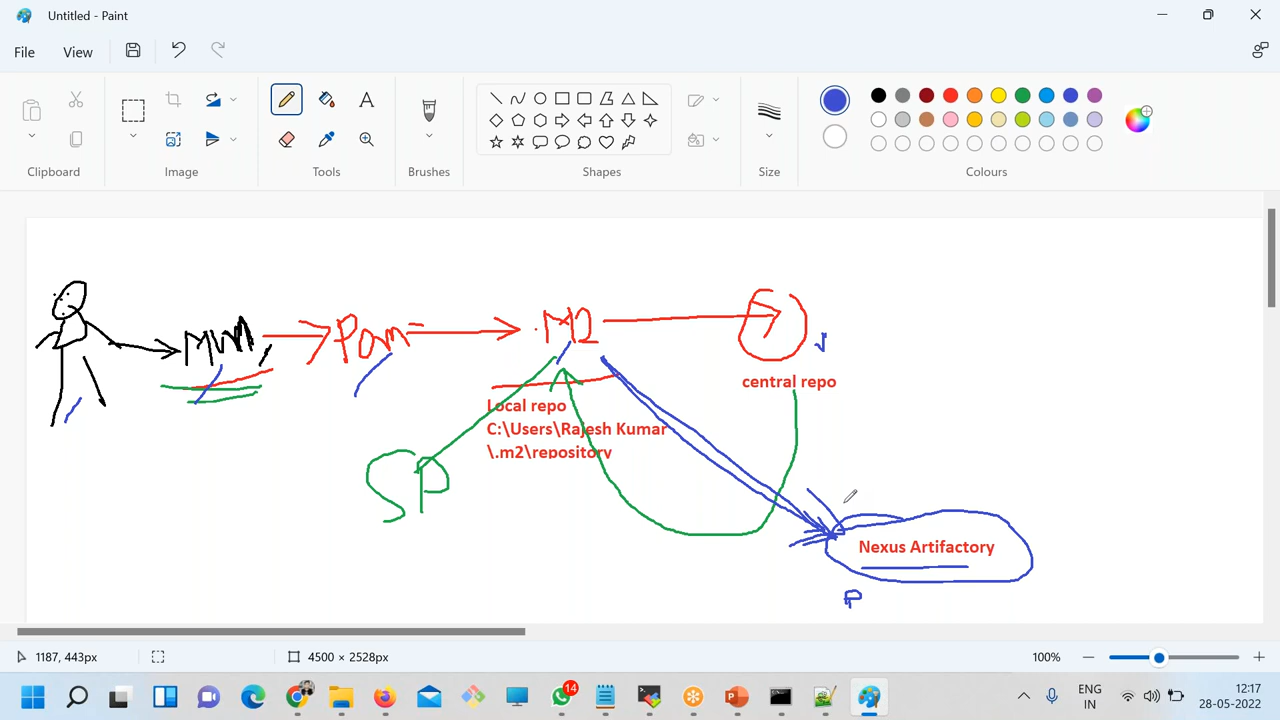 Untitled - Paint
File View
Clipboard
Image
Tools
Brushes
Shapes
Size
Colours
Pom
.M2
central repo
Local repo
C:\Users\Rajesh Kumar
\.m2\repository
SP
Nexus Artifactory
P
1187, 443px
4500 × 2528px
100%
14
ENG
IN
12:17
28-05-2022